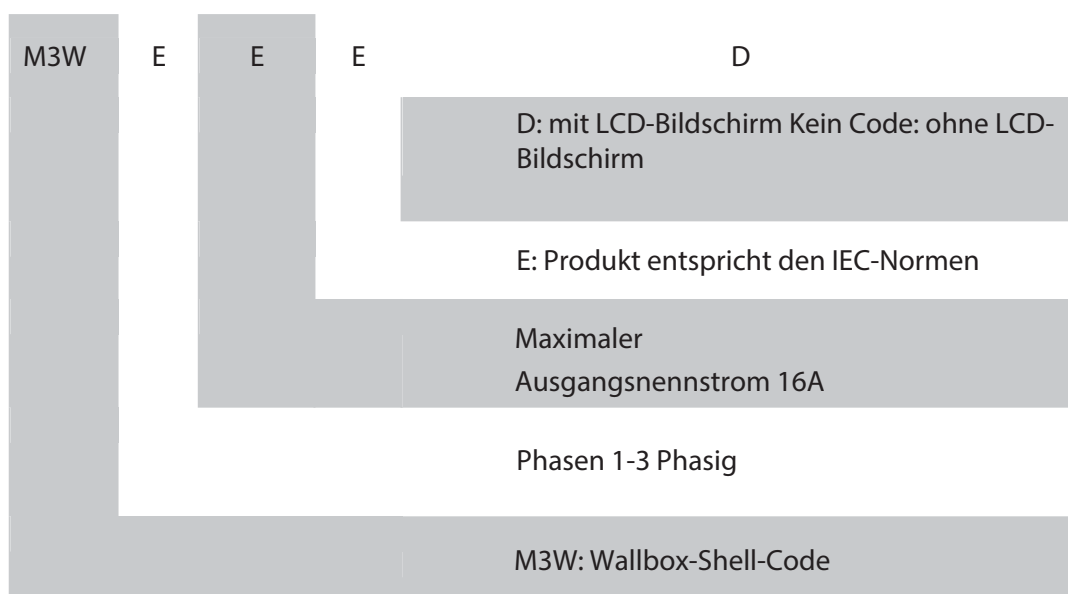 M3W E E E D
D: mit LCD-Bildschirm Kein Code: ohne LCD-
Bildschirm
E: Produkt entspricht den IEC-Normen
Maximaler
Ausgangsnennstrom 16A
Phasen 1-3 Phasig
M3W: Wallbox-Shell-Code